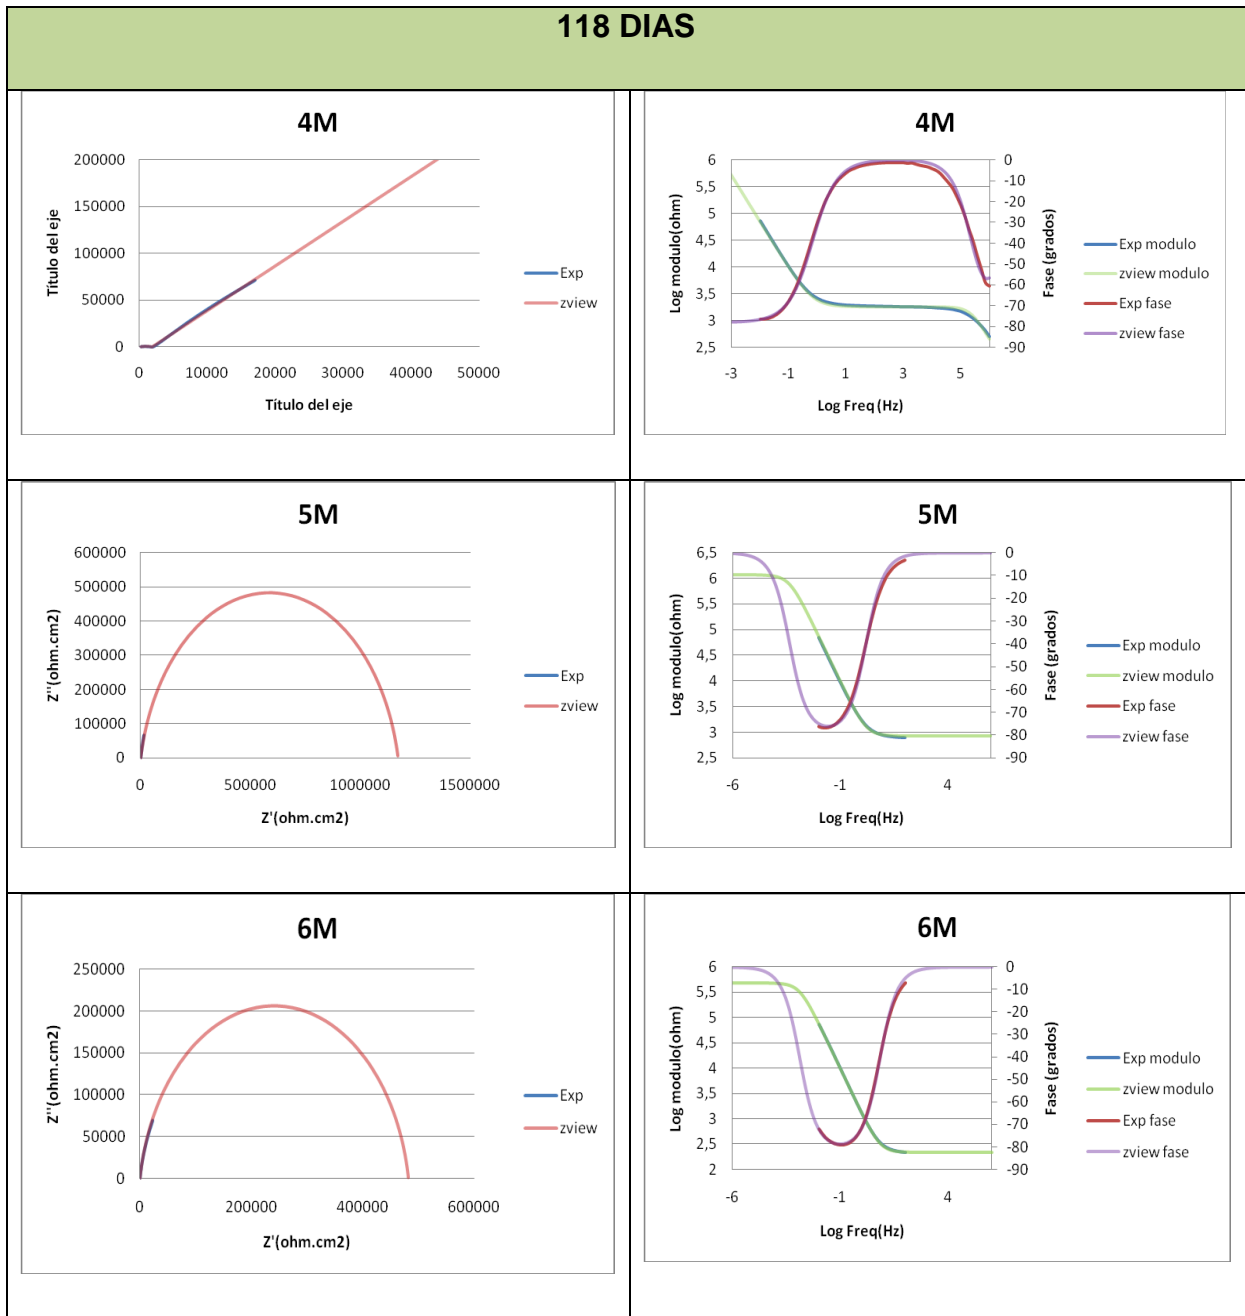 118 DIAS
4M
200000
150000
100000
50000
0
0 10000 20000 30000 40000 50000
Título del eje
Título del eje
Exp
zview
4M
6
5,5
5
4,5
4
3,5
3
2,5
0
-10
-20
-30
-40
-50
-60
-70
-80
-90
-3 -1 1 3 5
Log modulo(ohm)
Fase (grados)
Log Freq (Hz)
Exp modulo
zview modulo
Exp fase
zview fase
5M
600000
500000
400000
300000
200000
100000
0
0 500000 1000000 1500000
Z''(ohm.cm2)
Z'(ohm.cm2)
Exp
zview
5M
6,5
6
5,5
5
4,5
4
3,5
3
2,5
0
-10
-20
-30
-40
-50
-60
-70
-80
-90
-6 -1 4
Log modulo(ohm)
Fase (grados)
Log Freq(Hz)
Exp modulo
zview modulo
Exp fase
zview fase
6M
250000
200000
150000
100000
50000
0
0 200000 400000 600000
Z''(ohm.cm2)
Z'(ohm.cm2)
Exp
zview
6M
6
5,5
5
4,5
4
3,5
3
2,5
2
0
-10
-20
-30
-40
-50
-60
-70
-80
-90
-6 -1 4
Log modulo(ohm)
Fase (grados)
Log Freq(Hz)
Exp modulo
zview modulo
Exp fase
zview fase